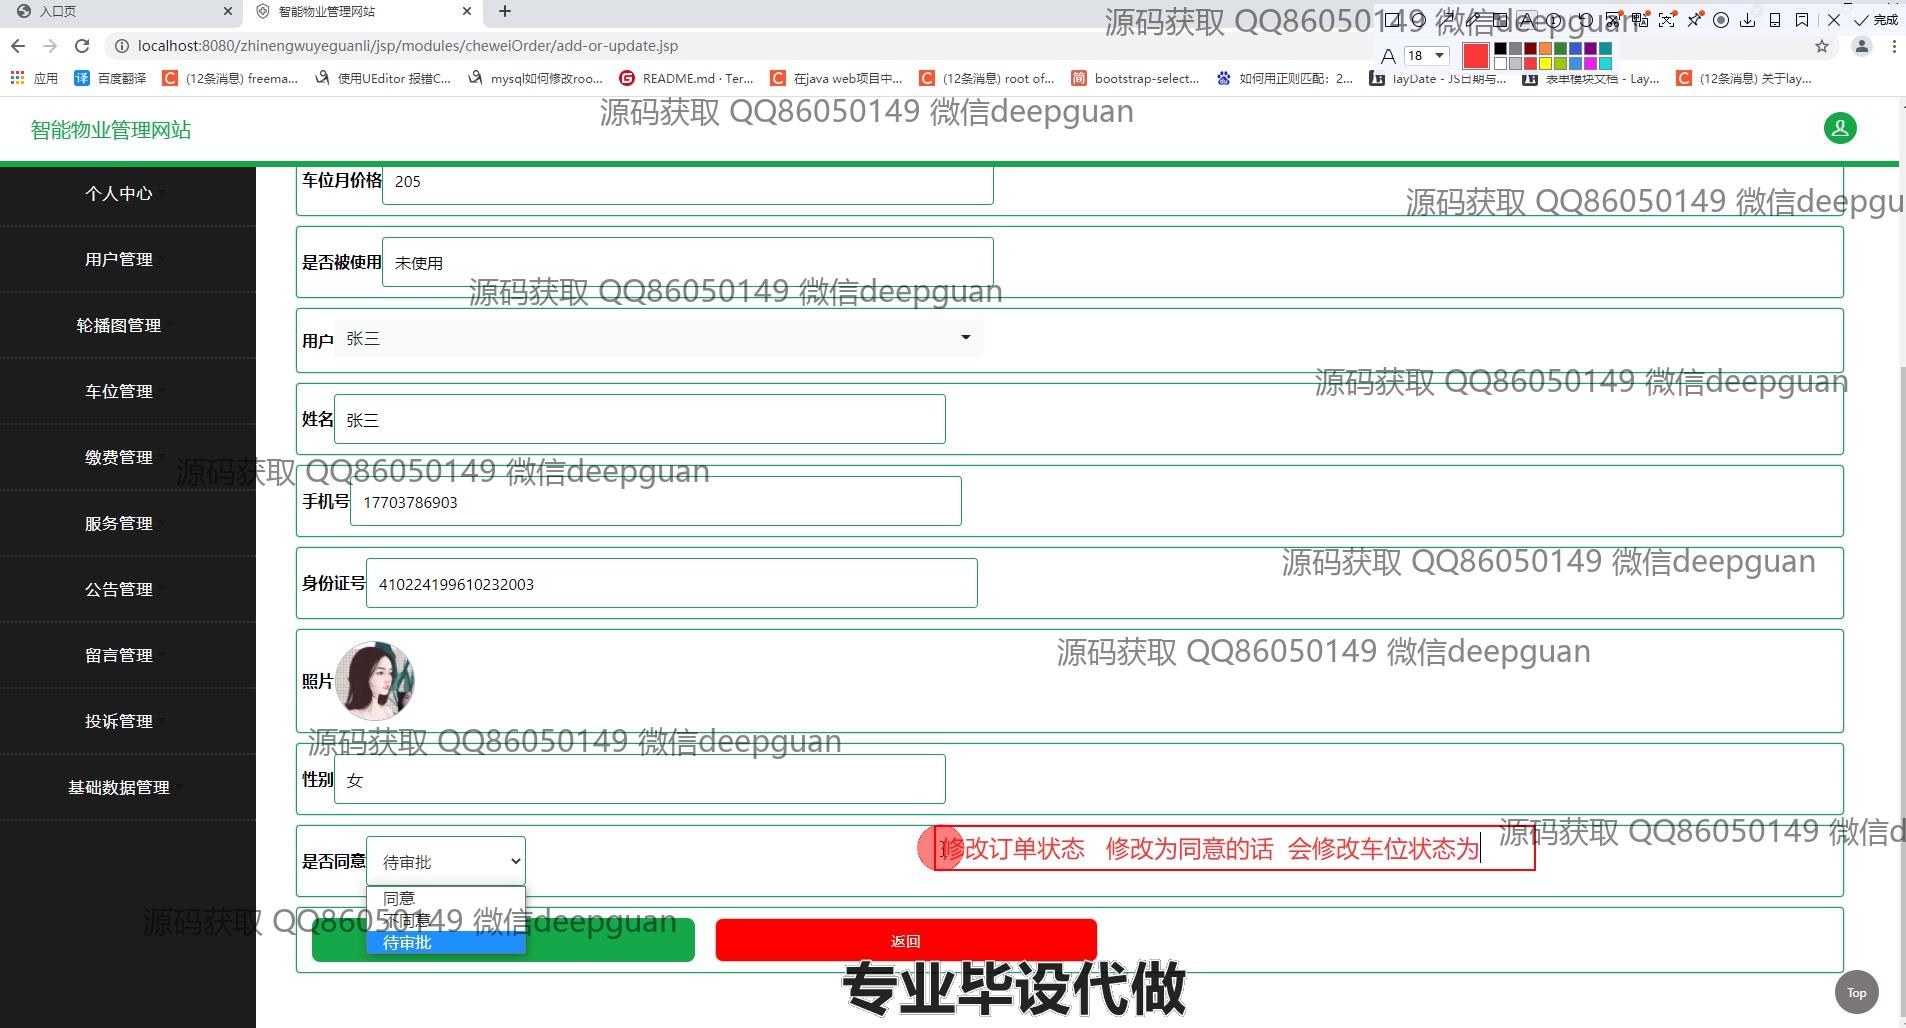 入口页
智能物业管理网站
完成
localhost:8080/zhinengwuyeguanli/jsp/modules/cheweiOrder/add-or-update.jsp
18
应用
百度翻译
(12条消息) freema...
使用UEditor 报错C...
mysql如何修改roo...
README.md · Ter...
在java web项目中...
(12条消息) root of...
bootstrap-select...
如何用正则匹配：2...
layDate - JS日期与...
表单模块文档 - Lay...
(12条消息) 关于lay...
源码获取 QQ86050149 微信deepguan
源码获取 QQ86050149 微信deepguan
智能物业管理网站
个人中心
用户管理
轮播图管理
车位管理
缴费管理
服务管理
公告管理
留言管理
投诉管理
基础数据管理
车位月价格
205
源码获取 QQ86050149 微信deepgu
是否被使用
未使用
源码获取 QQ86050149 微信deepguan
用户
张三
源码获取 QQ86050149 微信deepguan
姓名
张三
源码获取 QQ86050149 微信deepguan
手机号
17703786903
源码获取 QQ86050149 微信deepguan
身份证号
410224199610232003
源码获取 QQ86050149 微信deepguan
照片
源码获取 QQ86050149 微信deepguan
性别
女
源码获取 QQ86050149 微信d
是否同意
待审批
修改订单状态 修改为同意的话 会修改车位状态为
同意
不同意
待审批
源码获取 QQ86050149 微信deepguan
返回
专业毕设代做
Top